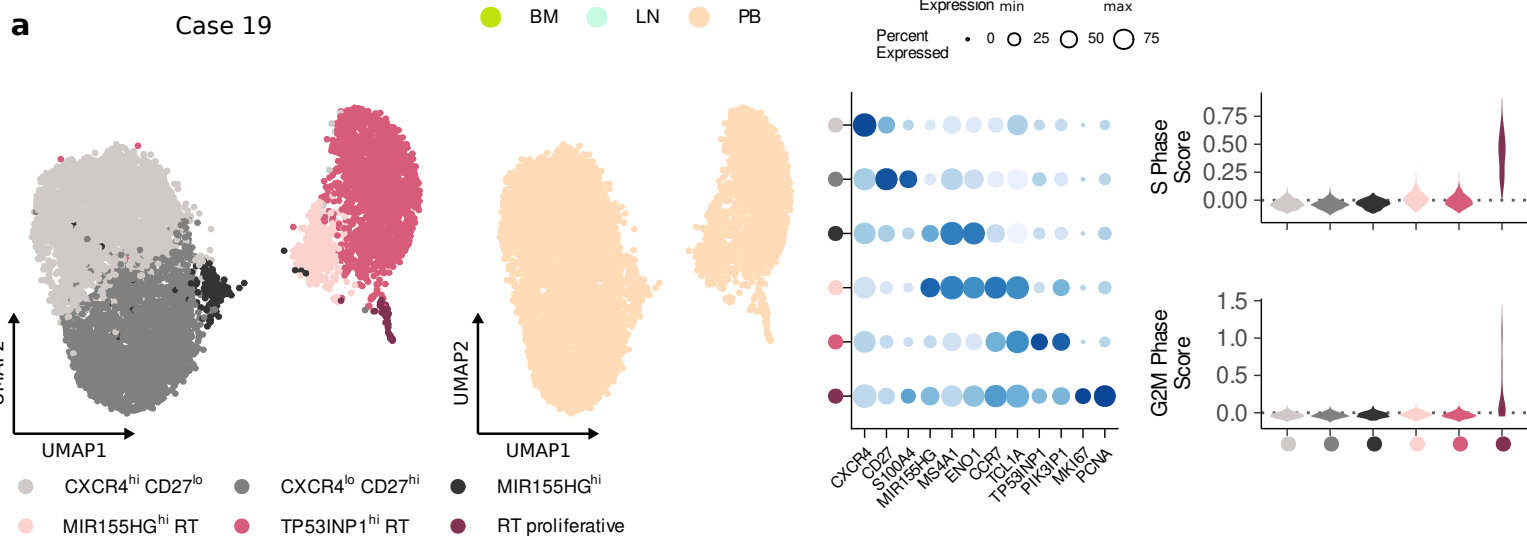 a
Case 19
BM
LN
PB
Expression min
max
Percent
Expressed
0
25
50
75
UMAP2
UMAP1
UMAP2
UMAP1
CXCR4
CD27
S100A4
MIR155HG
MS4A1
ENO1
CCR7
TCL1A
TP53INP1
PIK3IP1
MKI67
PCNA
S Phase
Score
0.75
0.50
0.25
0.00
G2M Phase
Score
1.5
1.0
0.5
0.0
CXCR4hi CD27lo
CXCR4lo CD27hi
MIR155HGhi
MIR155HGhi RT
TP53INP1hi RT
RT proliferative